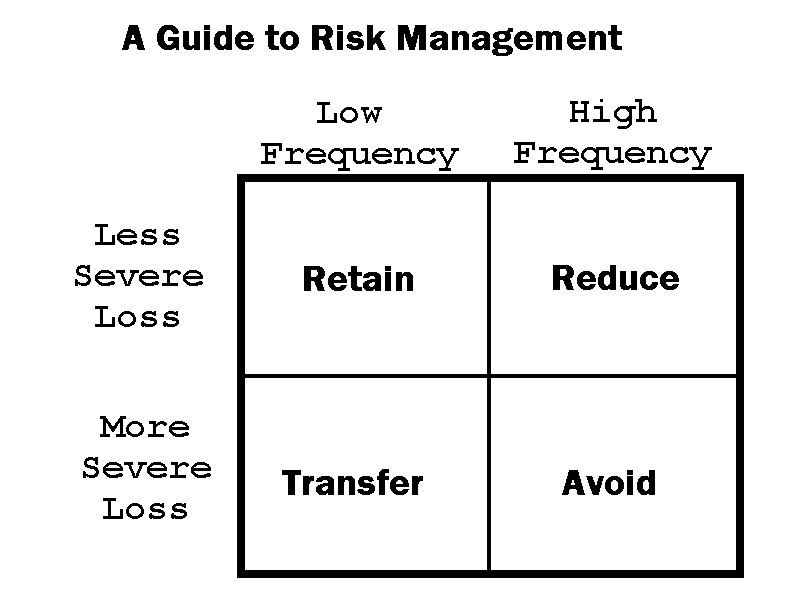 A Guide to Risk Management
Low
Frequency
High
Frequency
Less
Severe
Loss
Retain
Reduce
More
Severe
Loss
Transfer
Avoid